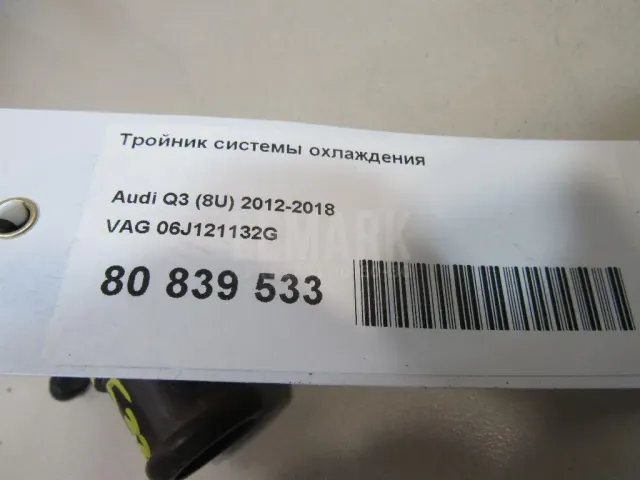 Тройник системы охлаждения
Audi Q3 (8U) 2012-2018
VAG 06J121132G
80 839 533